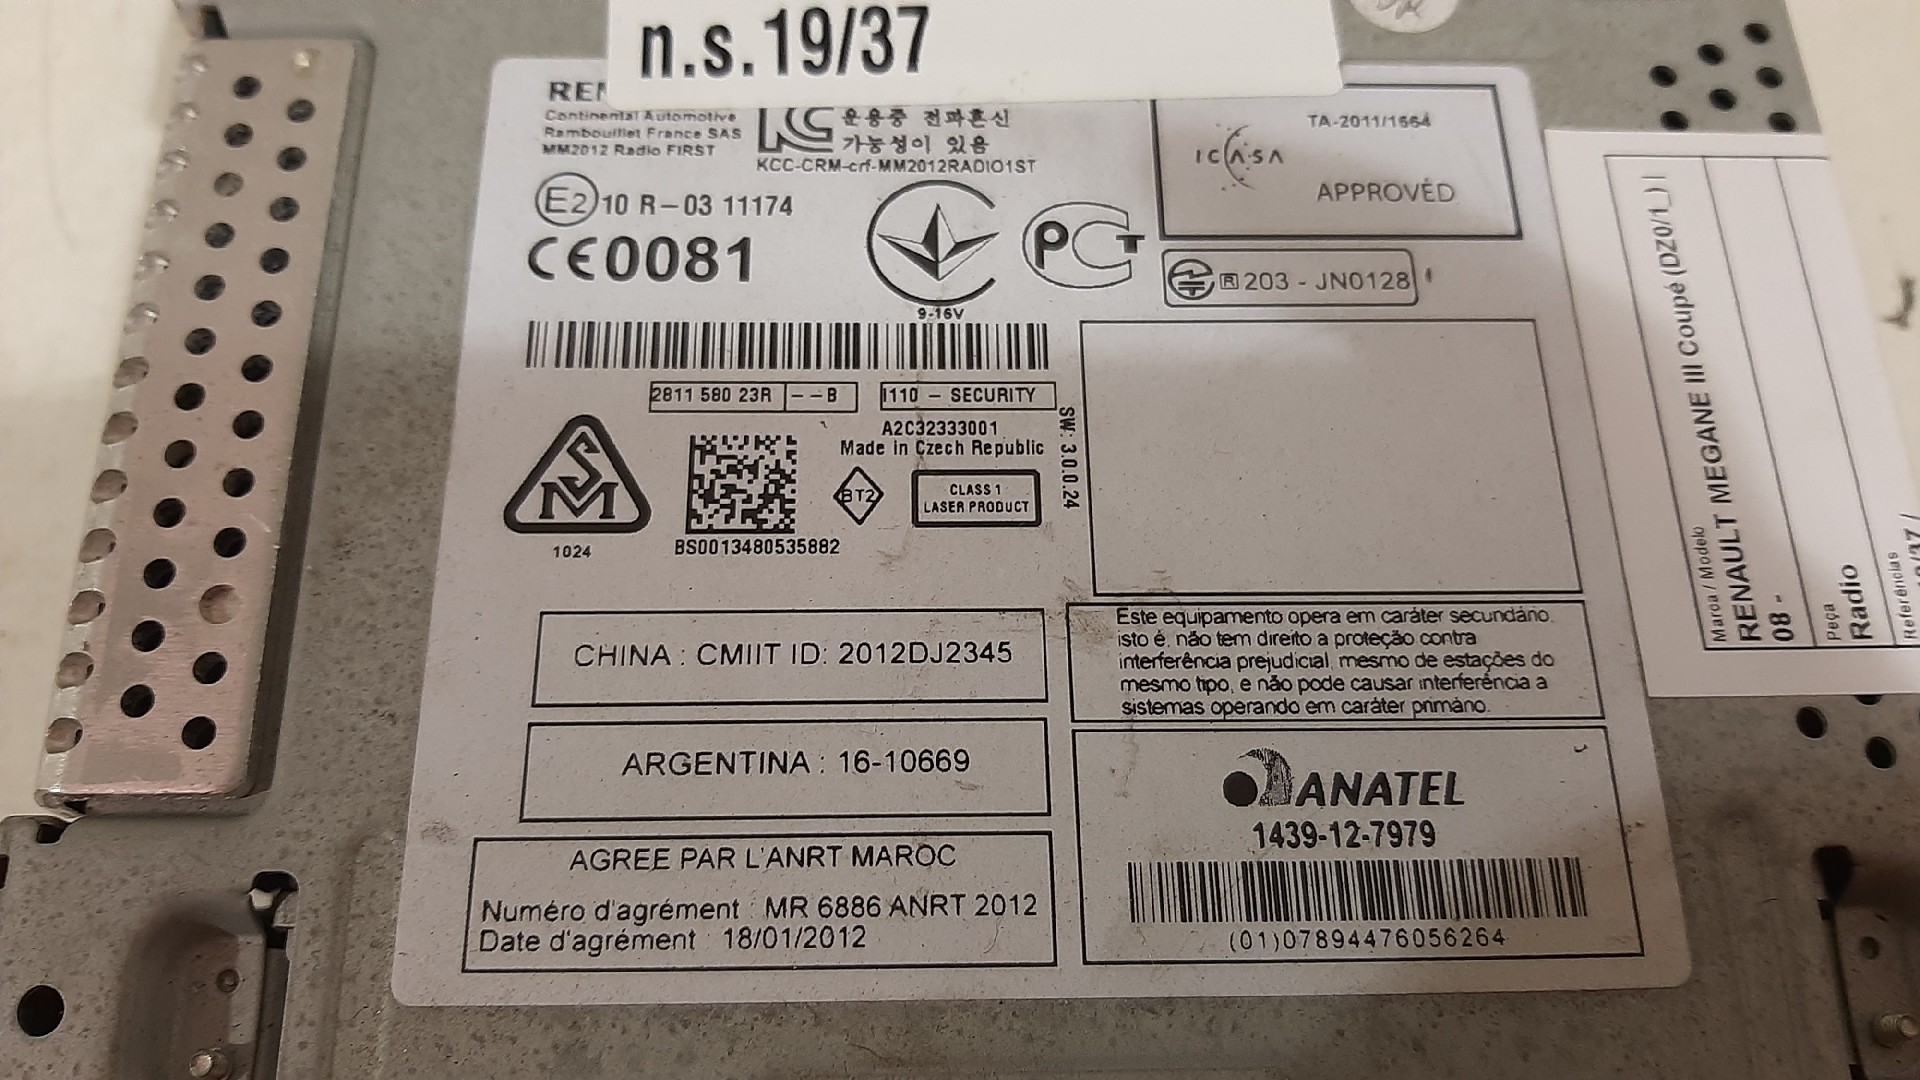 n.s.19/37
Continental Automotive
Rambouillet France SAS
MM2012 Radio FIRST
운용중 전파혼신
가능성이 있음
KCC-CRM-crf-MM2012RADIO1ST
E2 10 R-03 11174
CE0081
9-16V
PCT
TA-2011/1664
ICASA
APPROVED
R 203 - JN0128
2811 580 23R --B I110 - SECURITY
A2C32333001
Made in Czech Republic
SW: 3.0.0.24
SM
1024
BS0013480535882
BT2
CLASS 1
LASER PRODUCT
CHINA : CMIIT ID: 2012DJ2345
ARGENTINA : 16-10669
AGREE PAR L'ANRT MAROC
Numéro d'agrément : MR 6886 ANRT 2012
Date d'agrément : 18/01/2012
Este equipamento opera em caráter secundário,
isto é, não tem direito a proteção contra
interferência prejudicial, mesmo de estações do
mesmo tipo, e não pode causar interferência a
sistemas operando em caráter primário.
ANATEL
1439-12-7979
(01)07894476056264
Marca / Modelo
RENAULT MEGANE III Coupé (DZ0/1_) |
08 -
Peça
Radio
Referências